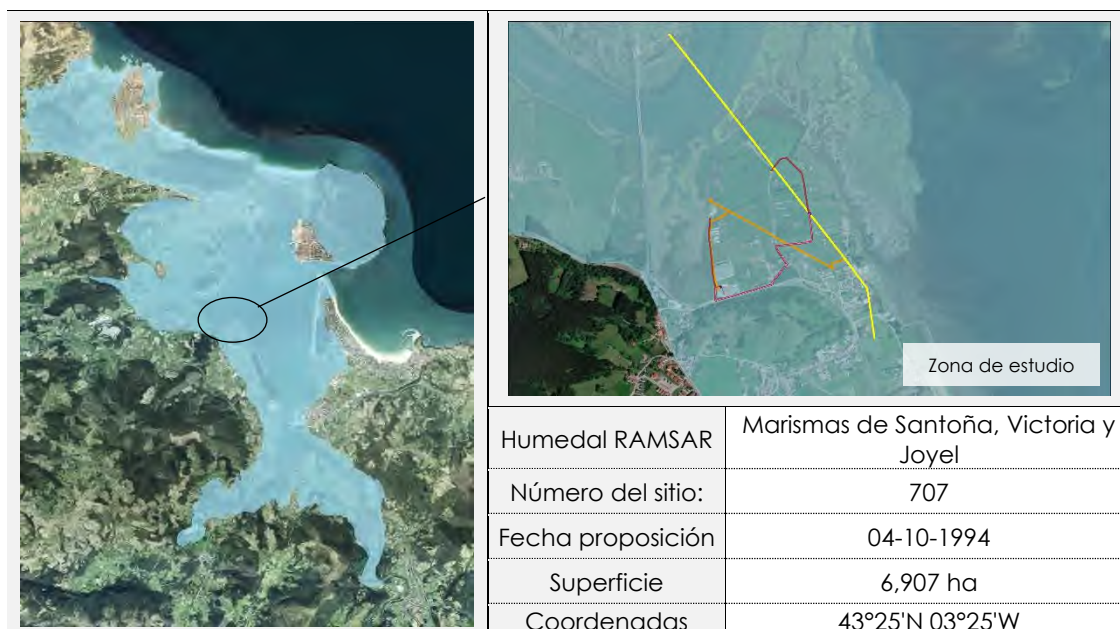 Zona de estudio
Humedal RAMSAR
Marismas de Santoña, Victoria y
Joyel
Número del sitio:
707
Fecha proposición
04-10-1994
Superficie
6,907 ha
Coordenadas
43°25'N 03°25'W